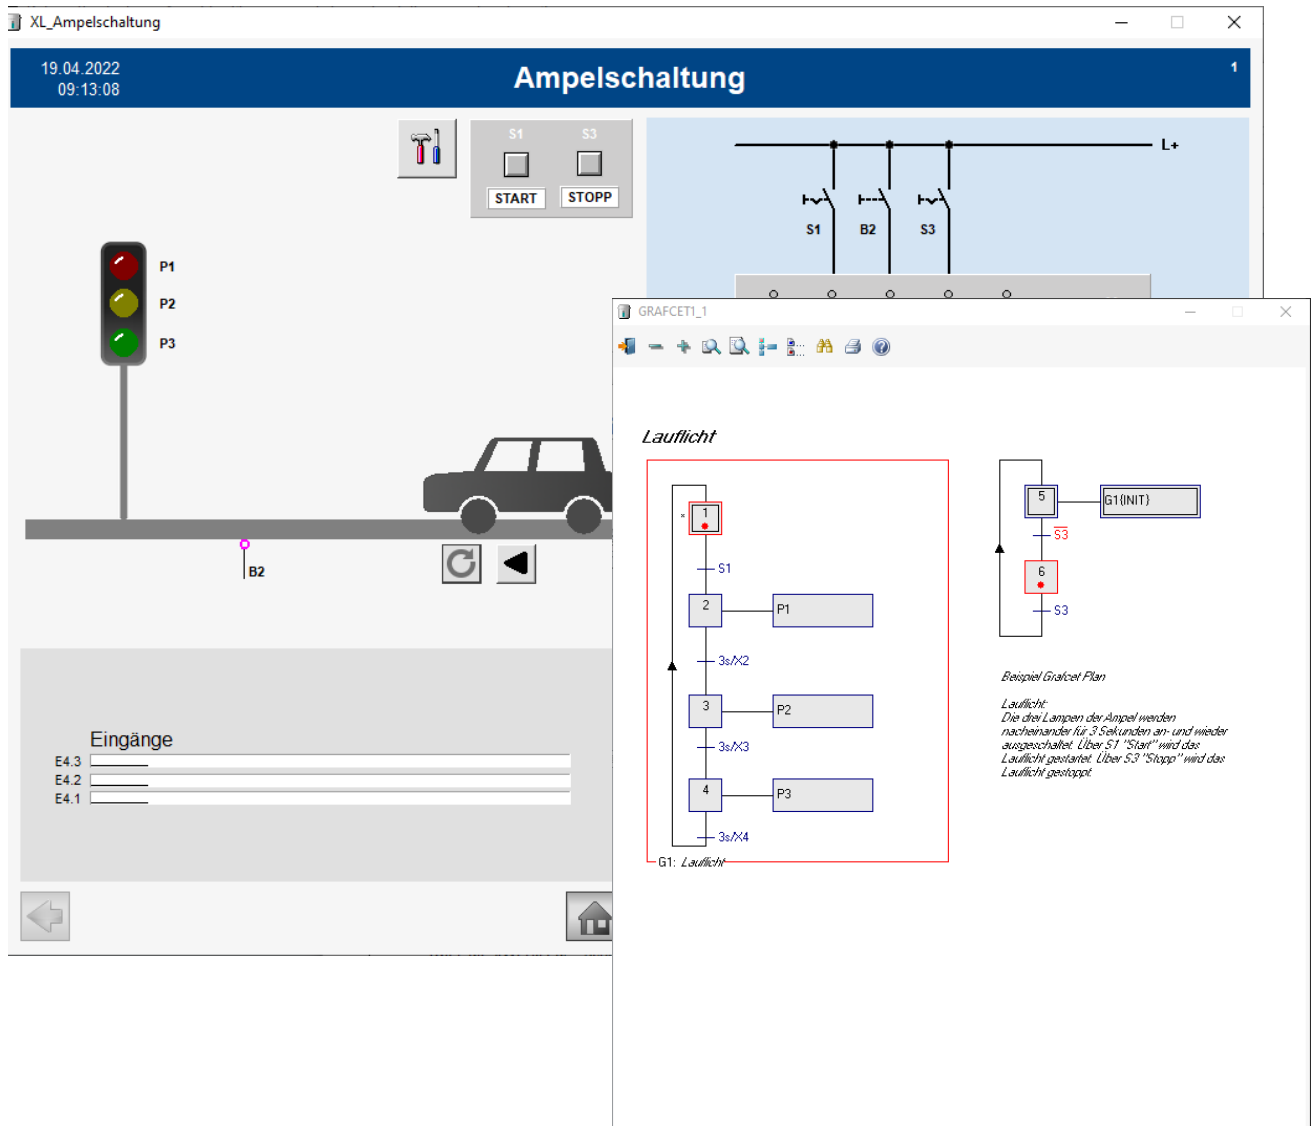 XL_Ampelschaltung
19.04.2022
09:13:08
Ampelschaltung
1
S1
S3
START
STOPP
L+
S1
B2
S3
P1
P2
P3
B2
Eingänge
E4.3
E4.2
E4.1
GRAFCET1_1
Lauflicht
1
S1
2
P1
3s/X2
3
P2
3s/X3
4
P3
3s/X4
G1: Lauflicht
5
G1{INIT}
S3
6
S3
Beispiel Grafcet Plan
Lauflicht:
Die drei Lampen der Ampel werden
nacheinander für 3 Sekunden an- und wieder
ausgeschaltet. Über S1 "Start" wird das
Lauflicht gestartet. Über S3 "Stopp" wird das
Lauflicht gestoppt.